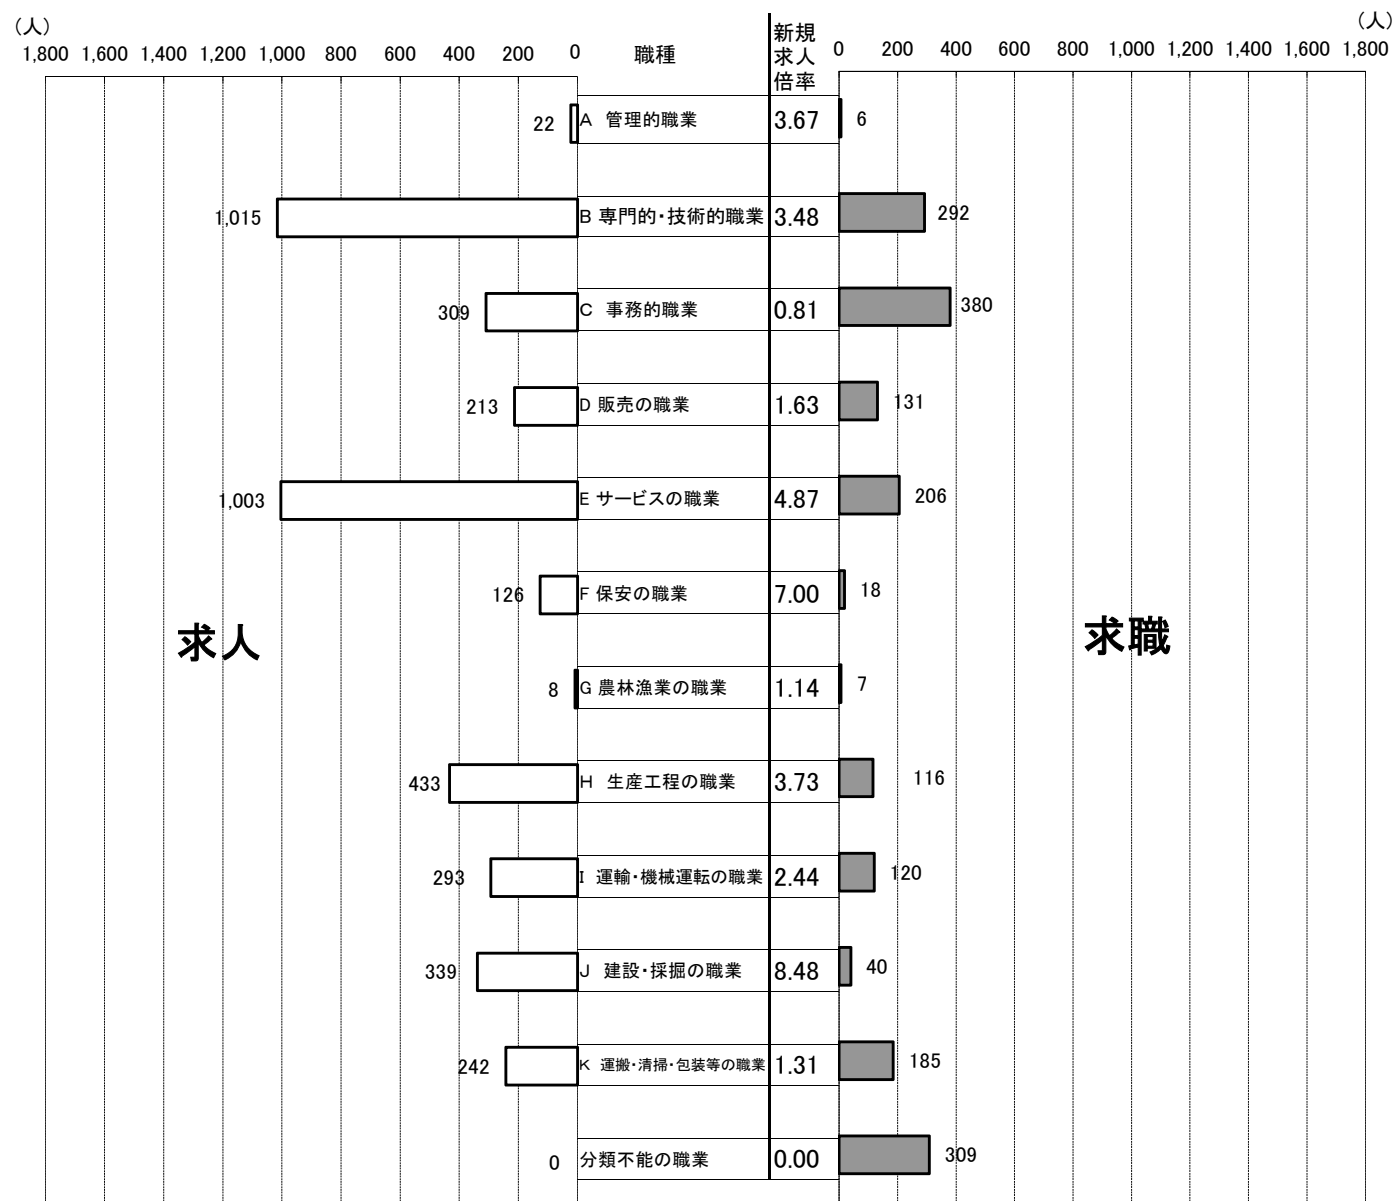 (人) (人)
1,800 1,600 1,400 1,200 1,000 800 600 400 200 0 職種 新規求人倍率 0 200 400 600 800 1,000 1,200 1,400 1,600 1,800
22 A 管理的職業 3.67 6
1,015 B 専門的・技術的職業 3.48 292
309 C 事務的職業 0.81 380
213 D 販売の職業 1.63 131
1,003 E サービスの職業 4.87 206
126 F 保安の職業 7.00 18
求人 求職
8 G 農林漁業の職業 1.14 7
433 H 生産工程の職業 3.73 116
293 I 運輸・機械運転の職業 2.44 120
339 J 建設・採掘の職業 8.48 40
242 K 運搬・清掃・包装等の職業 1.31 185
0 分類不能の職業 0.00 309